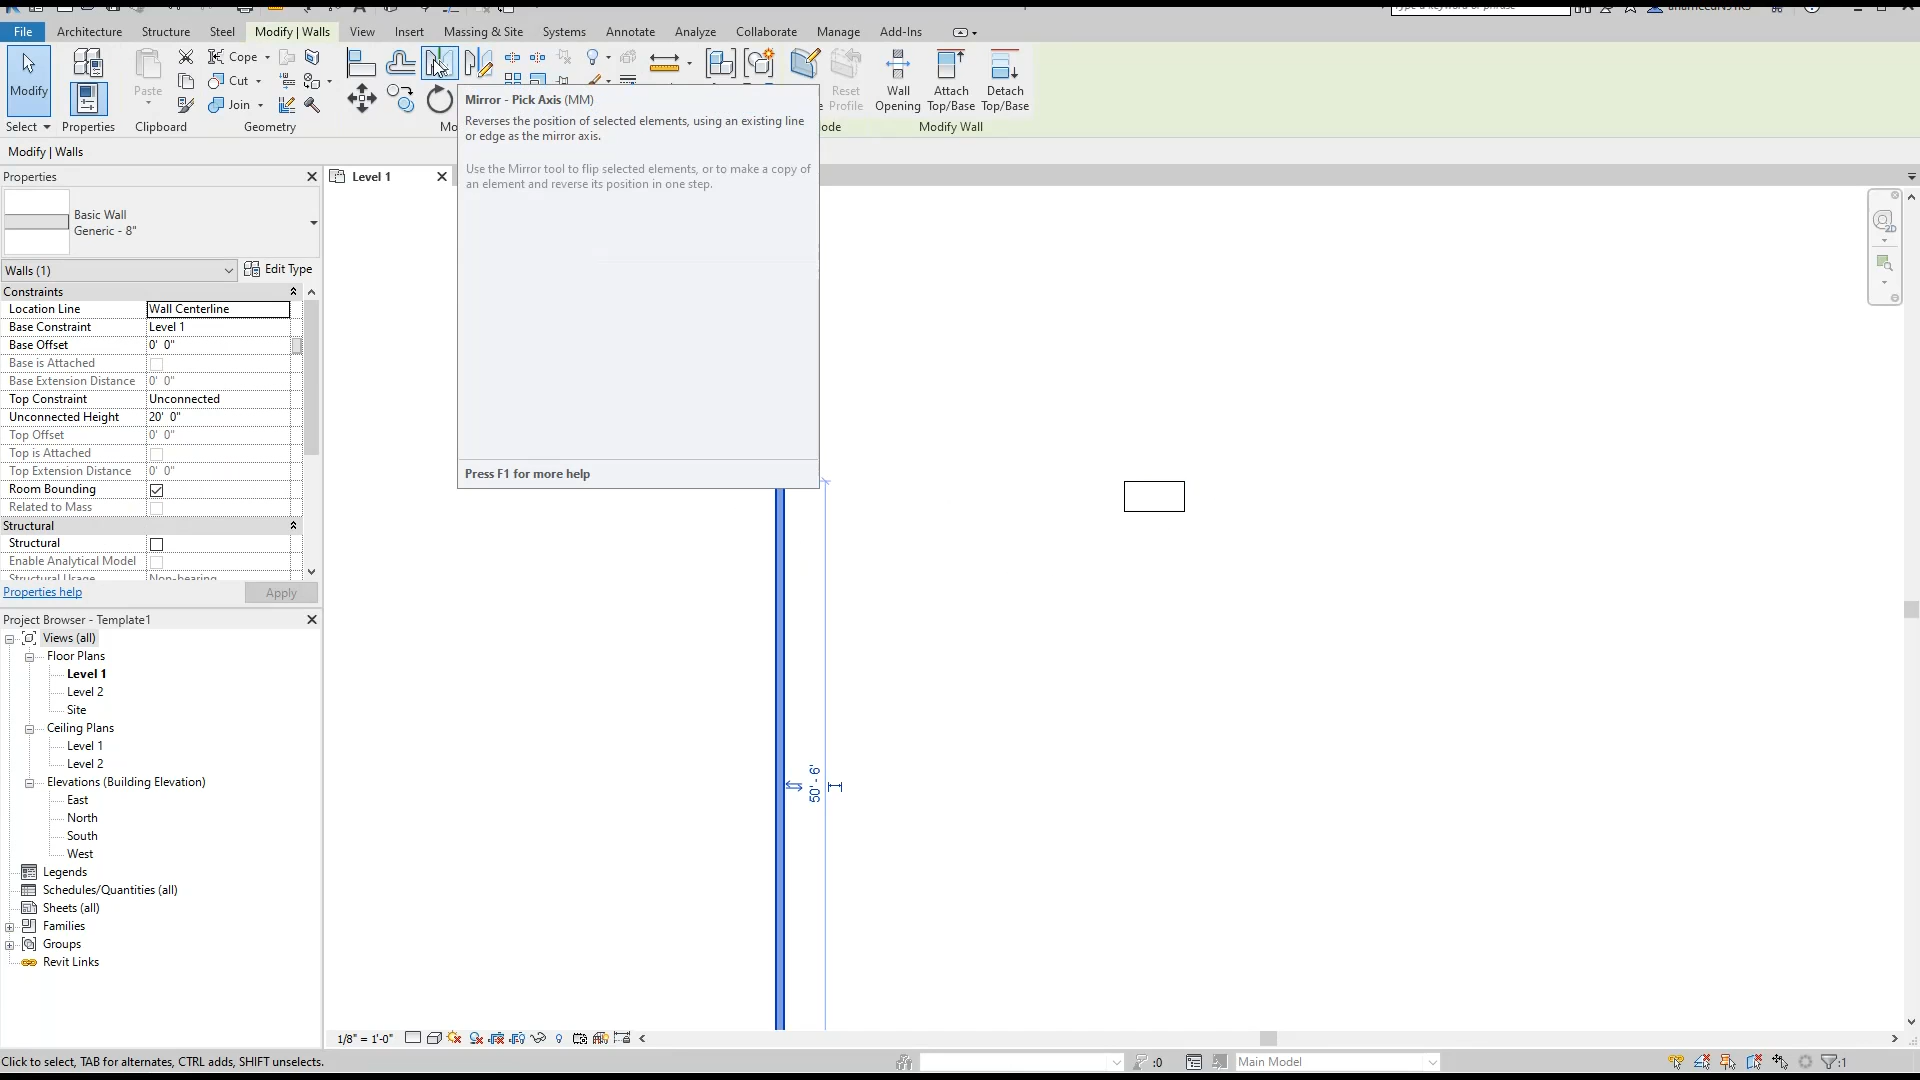 File Architecture Structure Steel Modify | Walls View Insert Massing & Site Systems Annotate Analyze Collaborate Manage Add-Ins
Cope
Cut
Join
Modify
Paste
Reset Profile
Wall Opening
Attach Top/Base
Detach Top/Base
Select Properties Clipboard Geometry Mo ode Modify Wall
Modify | Walls
Mirror - Pick Axis (MM)
Reverses the position of selected elements, using an existing line
or edge as the mirror axis.
Use the Mirror tool to flip selected elements, or to make a copy of
an element and reverse its position in one step.
Press F1 for more help
Properties
Level 1
Basic Wall
Generic - 8"
Walls (1) Edit Type
Constraints
Location Line Wall Centerline
Base Constraint Level 1
Base Offset 0' 0"
Base is Attached
Base Extension Distance 0' 0"
Top Constraint Unconnected
Unconnected Height 20' 0"
Top Offset 0' 0"
Top is Attached
Top Extension Distance 0' 0"
Room Bounding
Related to Mass
Structural
Structural
Enable Analytical Model
Structural Usage Non-bearing
Properties help Apply
Project Browser - Template1
Views (all)
Floor Plans
Level 1
Level 2
Site
Ceiling Plans
Level 1
Level 2
Elevations (Building Elevation)
East
North
South
West
Legends
Schedules/Quantities (all)
Sheets (all)
Families
Groups
Revit Links
50' - 6'
2D
1/8" = 1'-0"
Click to select, TAB for alternates, CTRL adds, SHIFT unselects.
:0
Main Model
:1